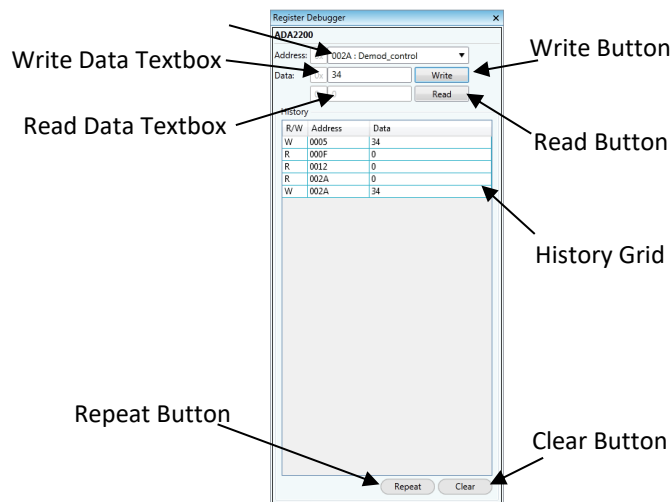 Register Debugger x
ADA2200
Address: 002A : Demod_control
Write Button
Write Data Textbox
Data: 34 Write
Read
Read Data Textbox
Read Button
History
R/W Address Data
W 0005 34
R 000F 0
R 0012 0
R 002A 0
W 002A 34
History Grid
Repeat Button
Clear Button
Repeat Clear